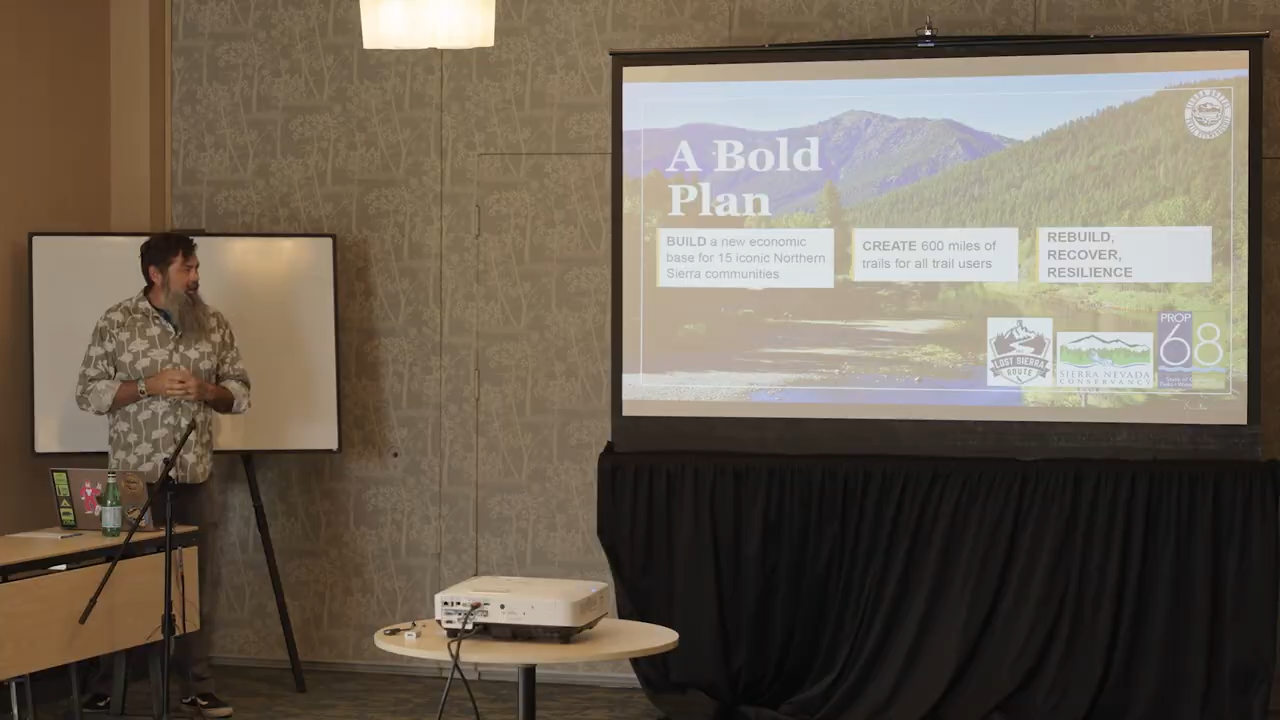 A Bold
Plan
BUILD a new economic
base for 15 iconic Northern
Sierra communities
CREATE 600 miles of
trails for all trail users
REBUILD,
RECOVER,
RESILIENCE
LOST SIERRA
ROUTE
SIERRA NEVADA
CONSERVANCY
PROP
68